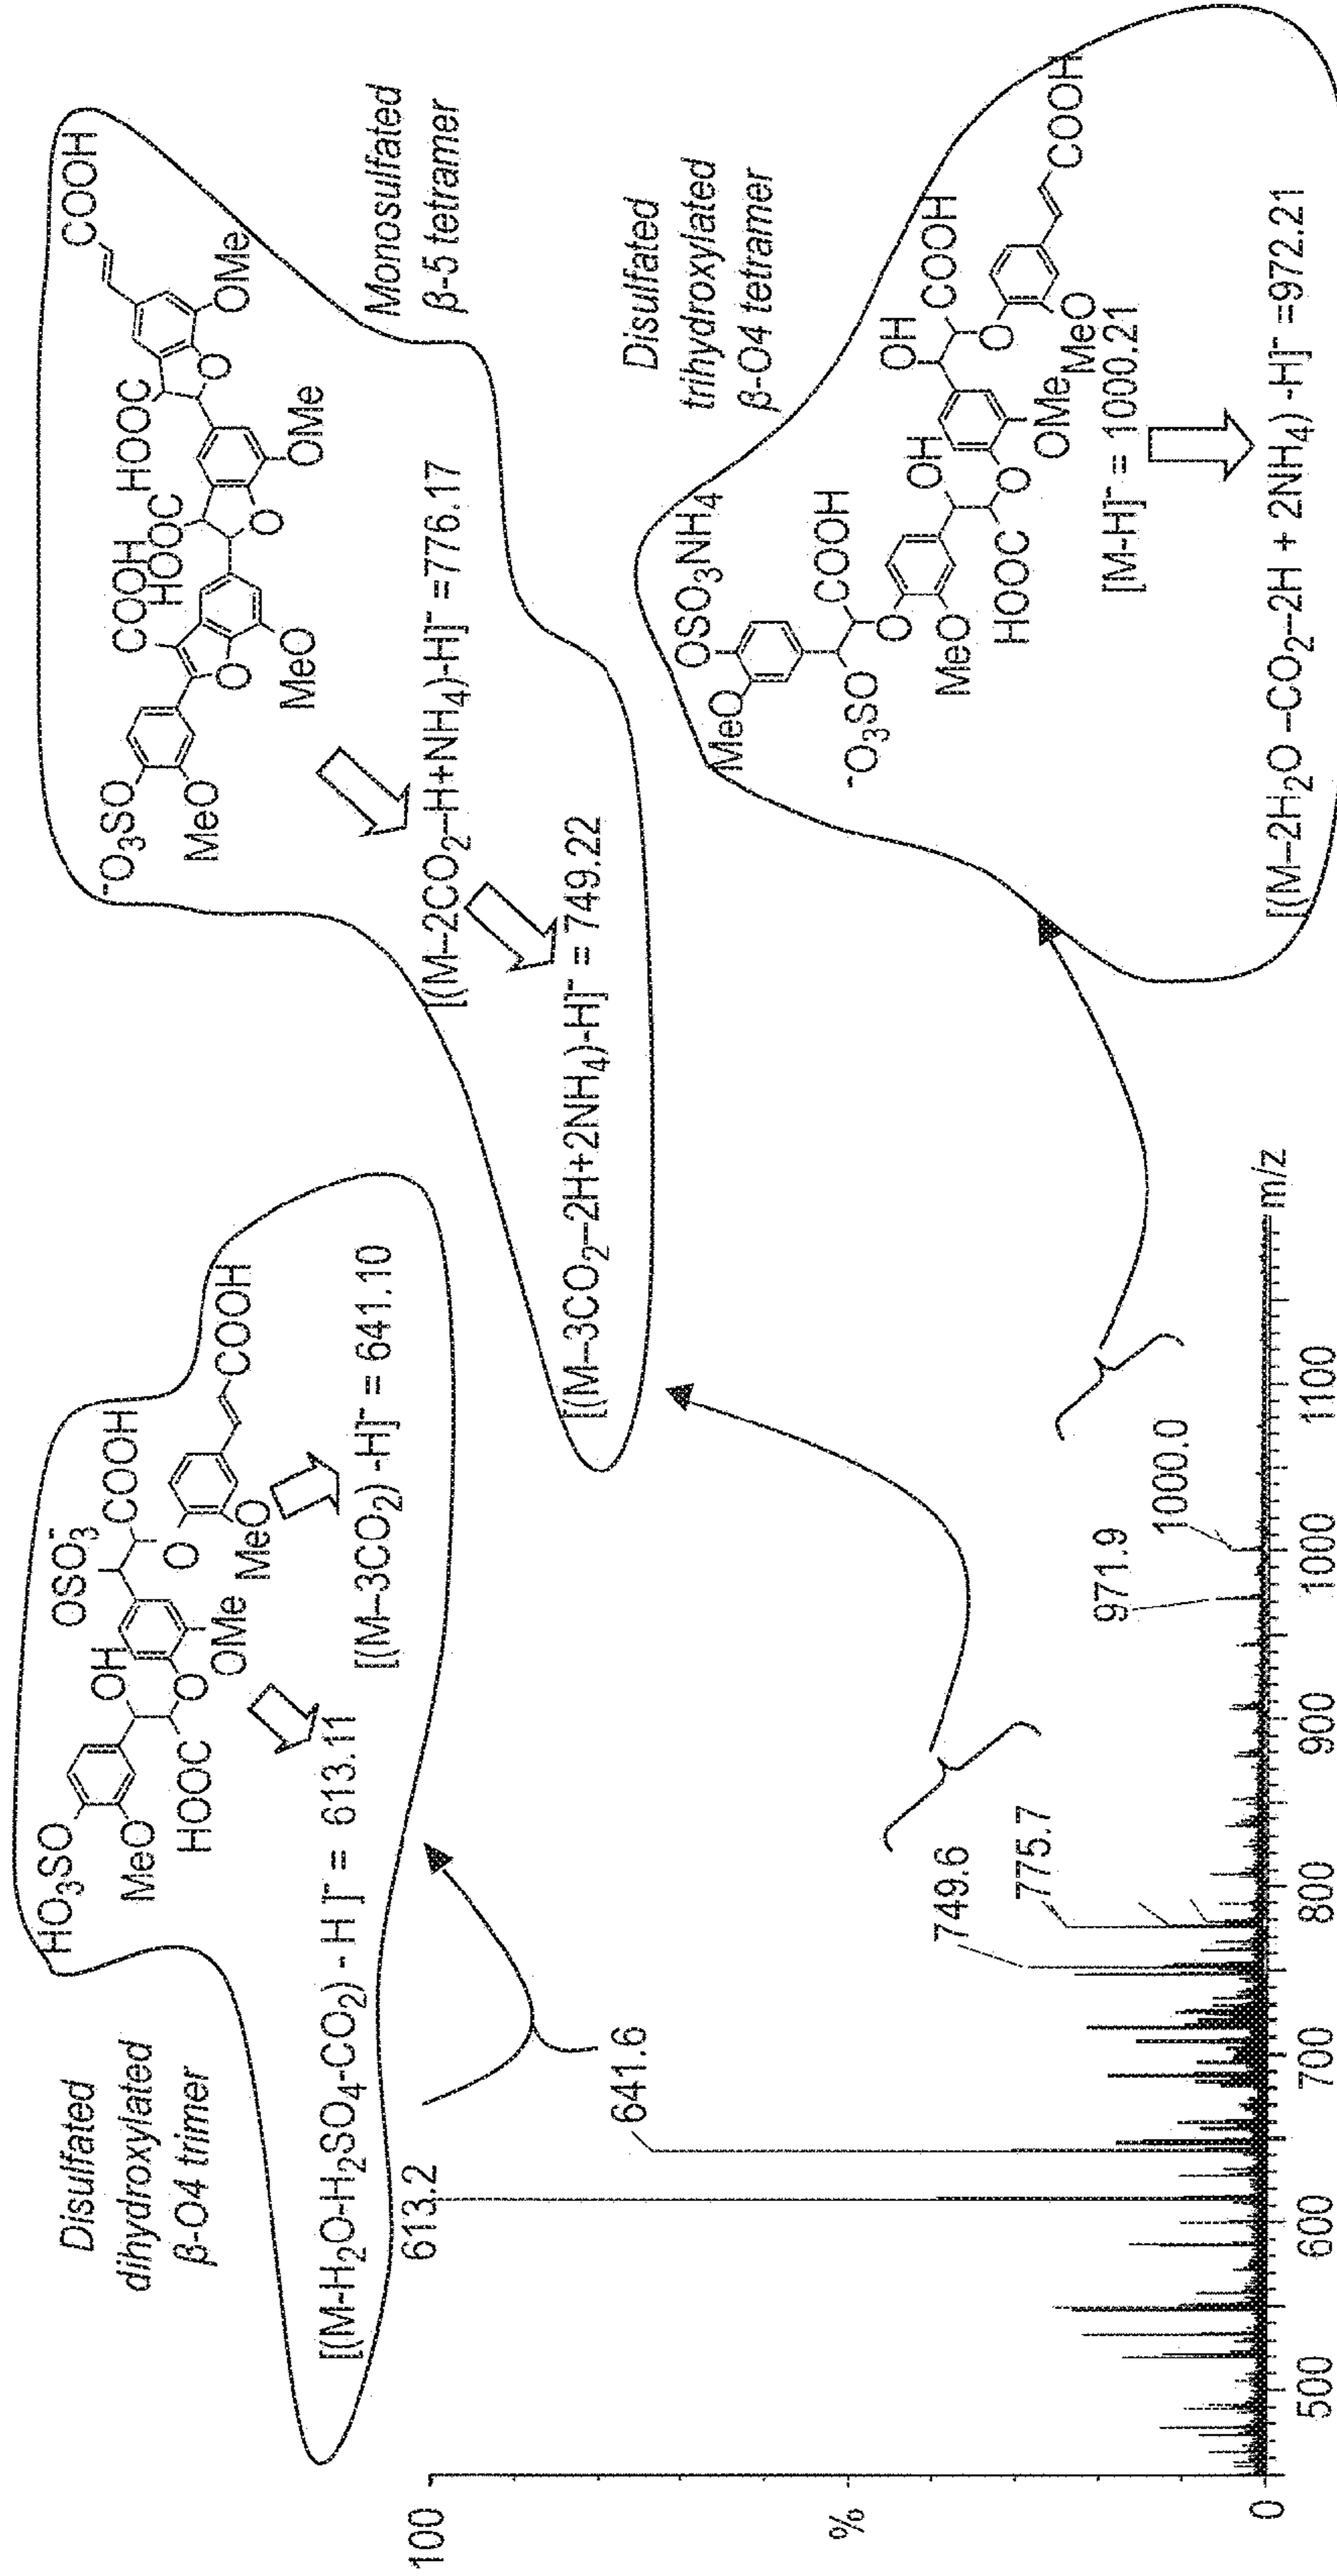 Disulfated
dihydroxylated
β-O4 trimer
HO3SO
MeO
HOOC
OH
OMe
OSO3-
COOH
O
O
MeO
COOH
[(M-H2O-H2SO4-CO2) - H ]- = 613.11
[(M–3CO2) -H]- = 641.10
-O3SO
MeO
MeO
O
COOH
HOOC
O
OMe
HOOC
O
OMe
COOH
Monosulfated
β-5 tetramer
[(M–2CO2–H+NH4)-H]- =776.17
[(M–3CO2–2H+2NH4)-H]- = 749.22
Disulfated
trihydroxylated
β-O4 tetramer
MeO
OSO3NH4
-O3SO
COOH
O
MeO
HOOC
OH
O
OMe
OH
COOH
O
MeO
COOH
[M-H]- = 1000.21
[(M–2H2O –CO2–2H + 2NH4) -H]- =972.21
100
%
0
613.2
641.6
749.6
775.7
971.9
1000.0
500
600
700
800
900
1000
1100
m/z